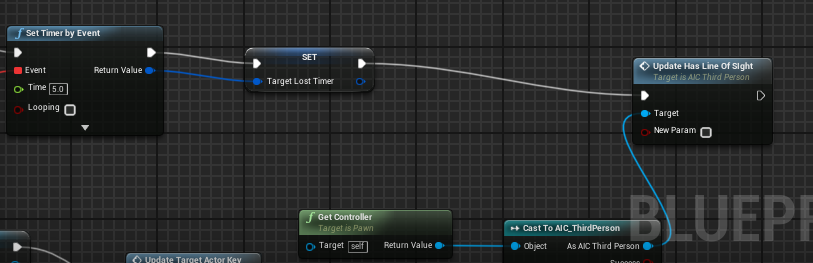 Set Timer by Event
Event
Return Value
Time 5.0
Looping
SET
Target Lost Timer
Update Has Line Of SIght
Target is AIC Third Person
Target
New Param
Get Controller
Target is Pawn
Target self
Return Value
Cast To AIC_ThirdPerson
Object
As AIC Third Person
Success
Update Target Actor Key
BLUEPR